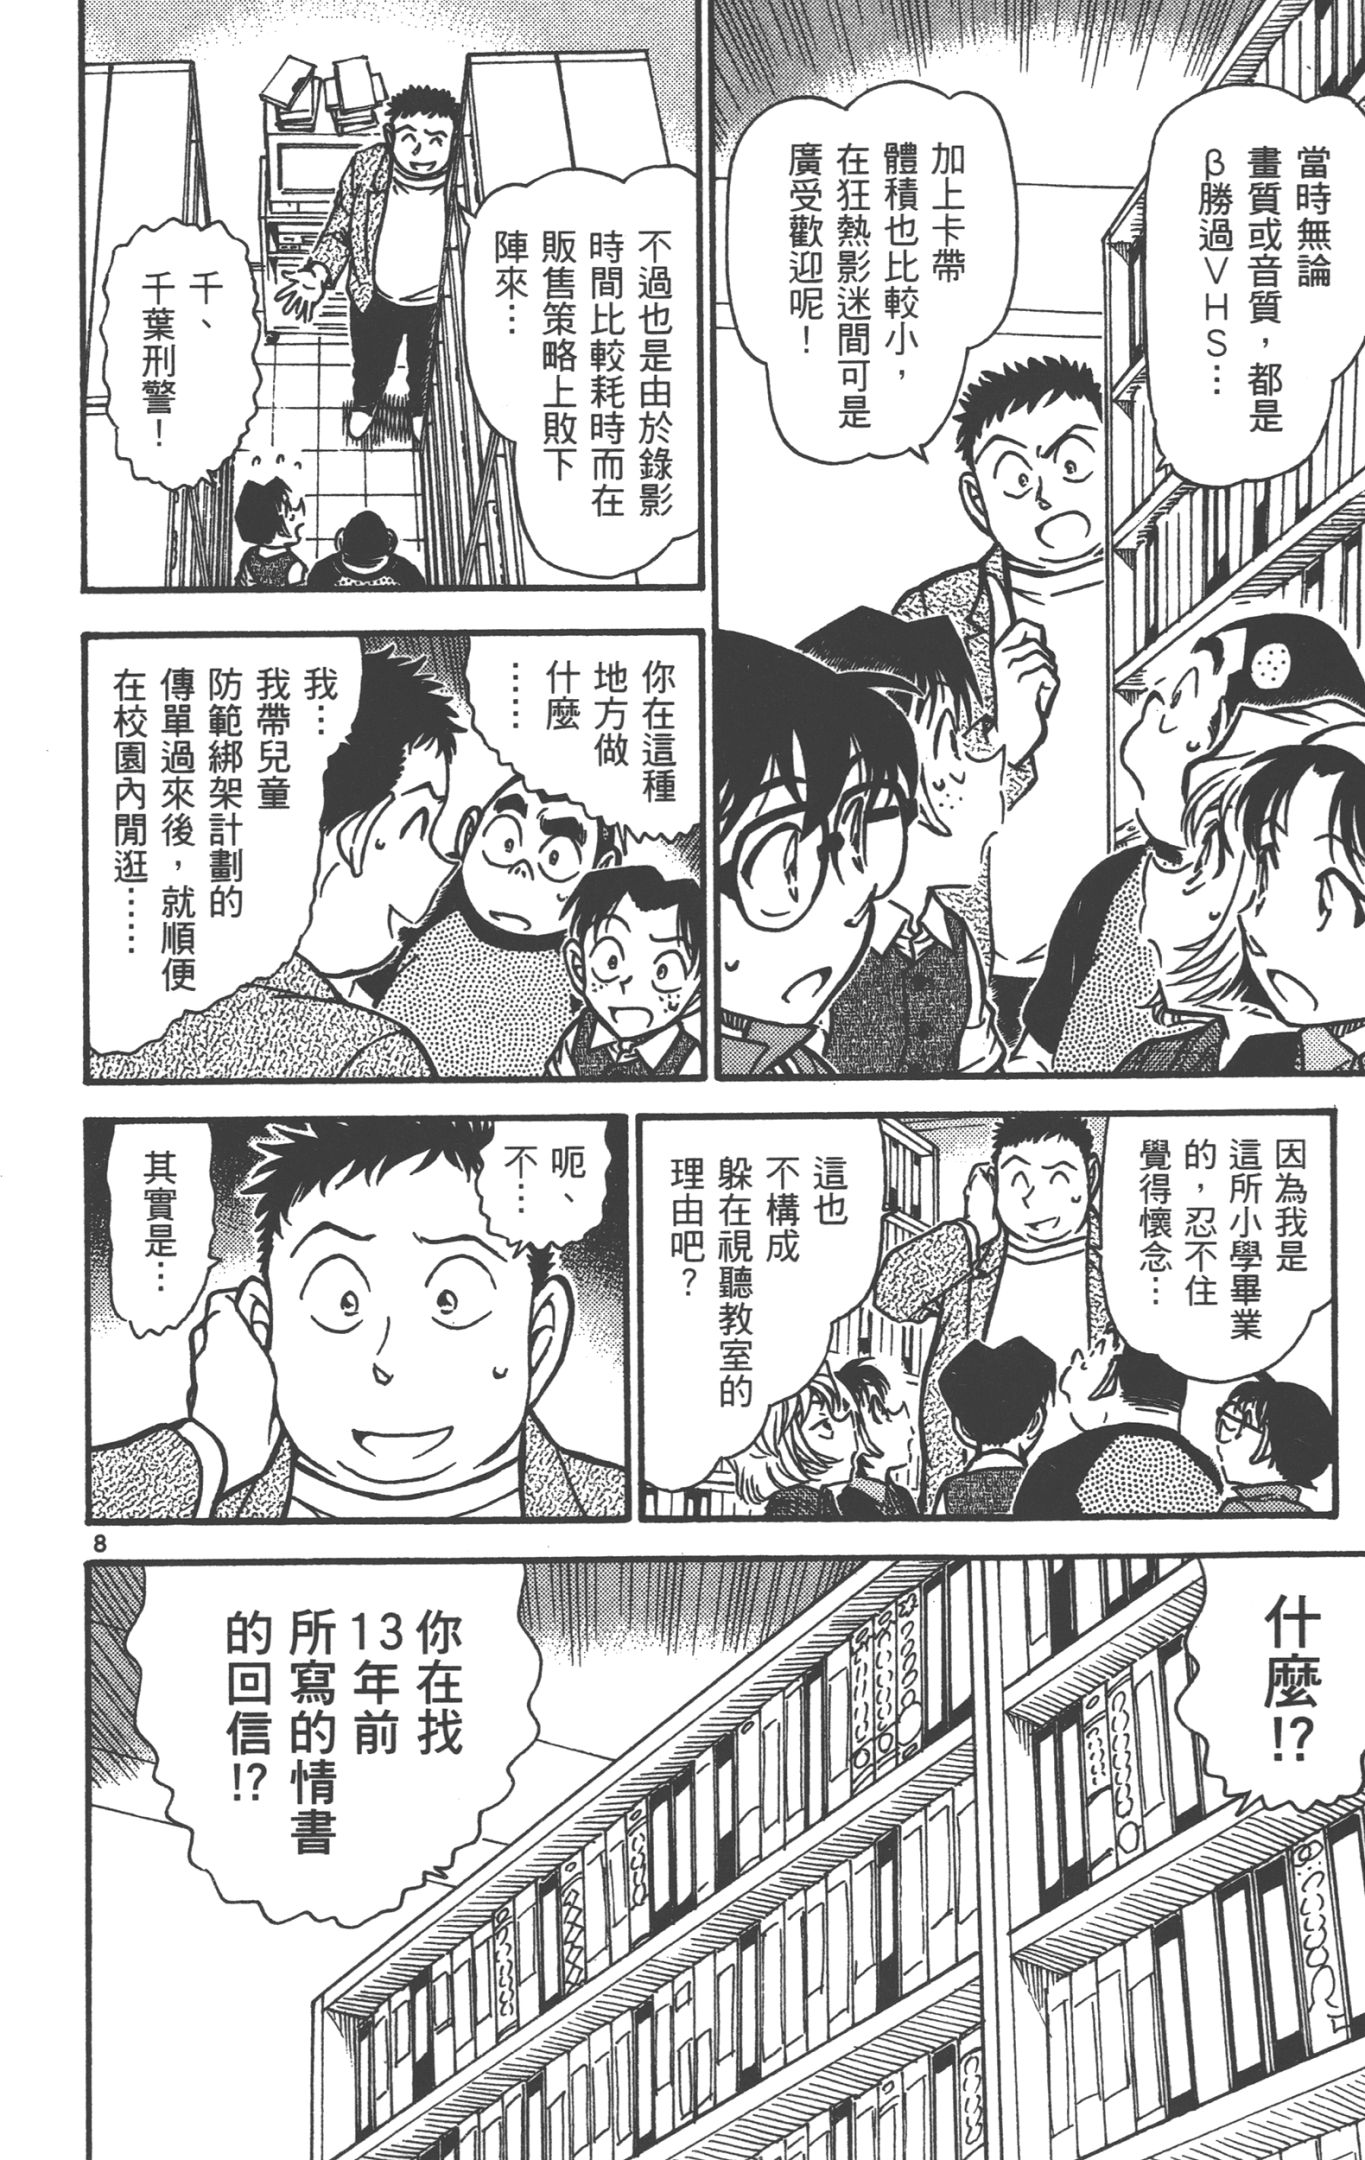 當時無論
畫質或音質，都是
β勝過VHS…
加上卡帶
體積也比較小，
在狂熱影迷間可是
廣受歡迎呢！
不過也是由於錄影
時間比較耗時而在
販售策略上敗下
陣來…
千、
千葉刑警！
你在這種
地方做
什麼
……
我…
我帶兒童
防範綁架計劃的
傳單過來後，就順便
在校園內閒逛……
因為我是
這所小學畢業
的，忍不住
覺得懷念…
這也
不構成
躲在視聽教室的
理由吧？
呃、
不…
其實是…
8
什麼!?
你在找
13年前
所寫的情書
的回信!?